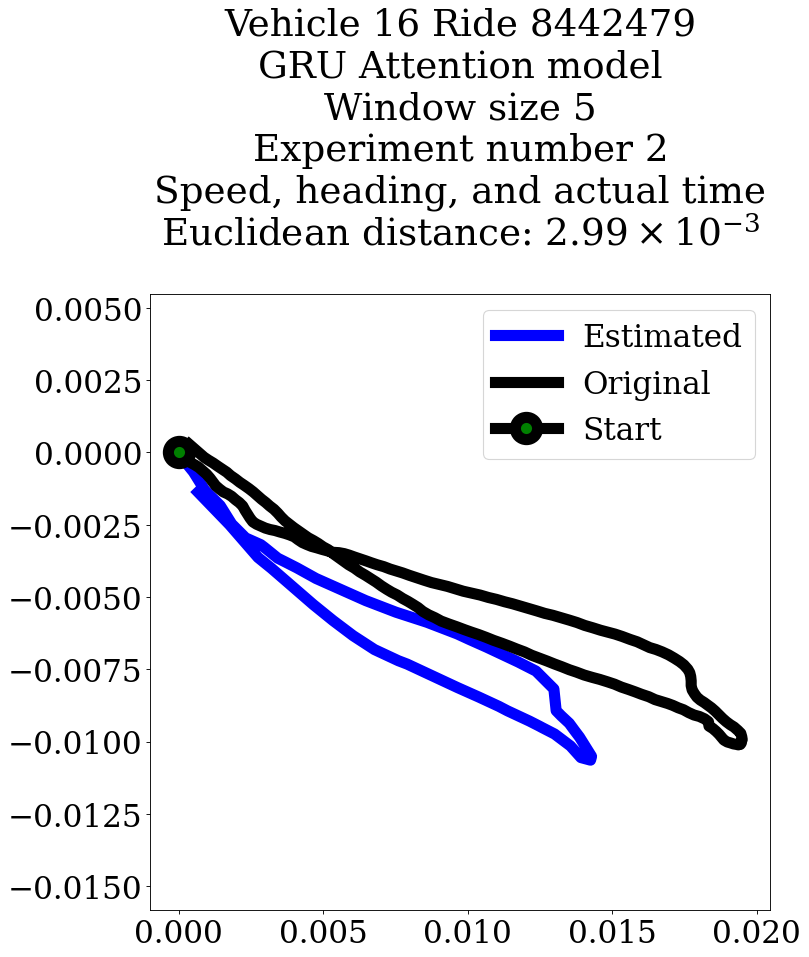 Vehicle 16 Ride 8442479
GRU Attention model
Window size 5
Experiment number 2
Speed, heading, and actual time
Euclidean distance: 2.99 × 10⁻³
Estimated
Original
Start
0.0050
0.0025
0.0000
−0.0025
−0.0050
−0.0075
−0.0100
−0.0125
−0.0150
0.000 0.005 0.010 0.015 0.020